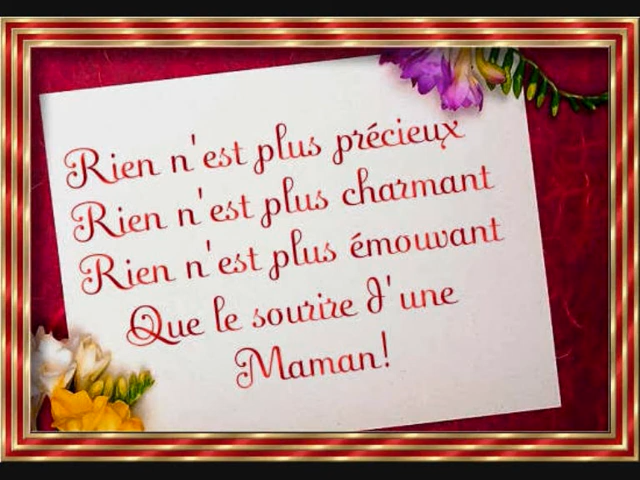 Rien n'est plus précieux
Rien n'est plus charmant
Rien n'est plus émouvant
Que le sourire d'une
Maman!